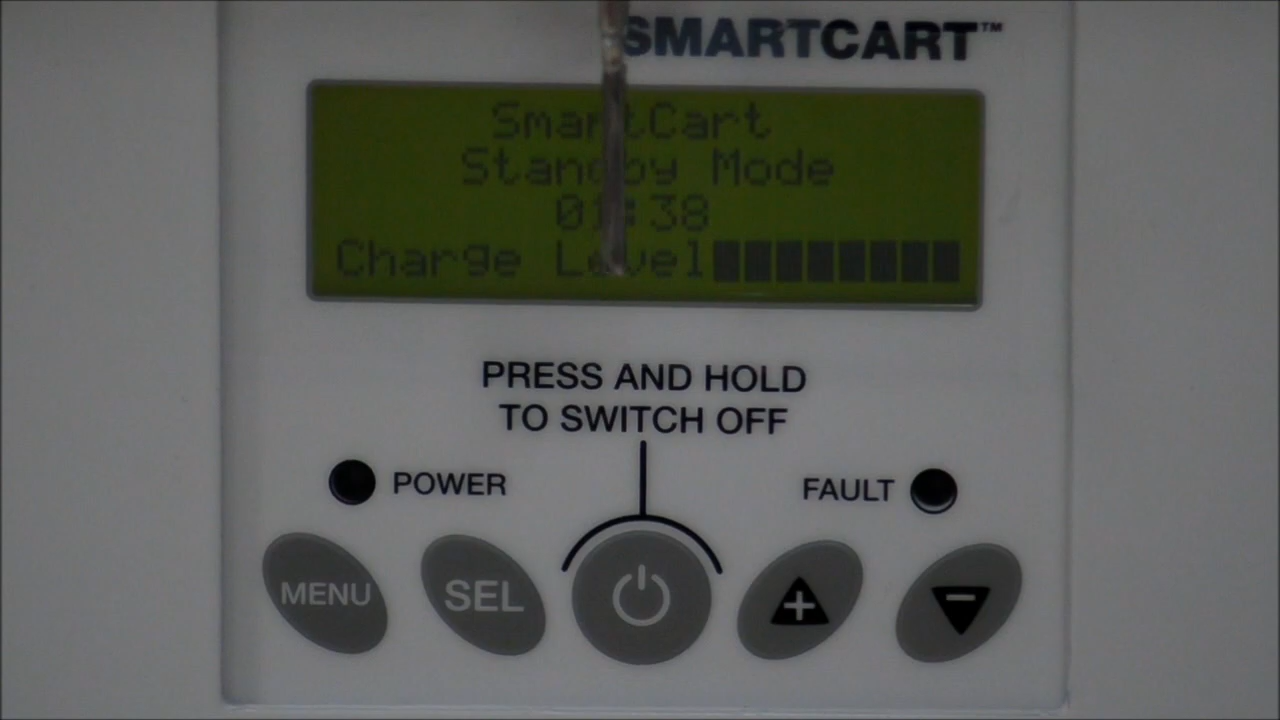 SMARTCART™
SmartCart
Standby Mode
01:38
Charge Level
PRESS AND HOLD
TO SWITCH OFF
POWER
FAULT
MENU
SEL
+
−